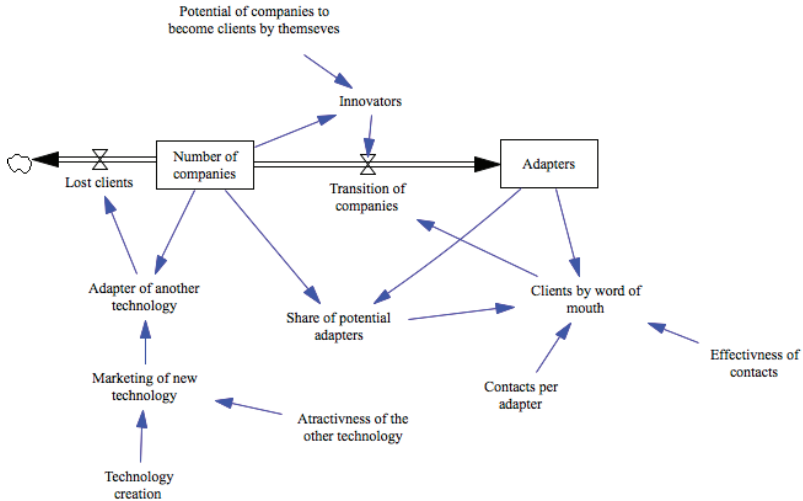 Potential of companies to
become clients by themseves
Innovators
Number of
companies
Adapters
Lost clients
Transition of
companies
Adapter of another
technology
Share of potential
adapters
Clients by word of
mouth
Effectivness of
contacts
Marketing of new
technology
Contacts per
adapter
Atractivness of the
other technology
Technology
creation